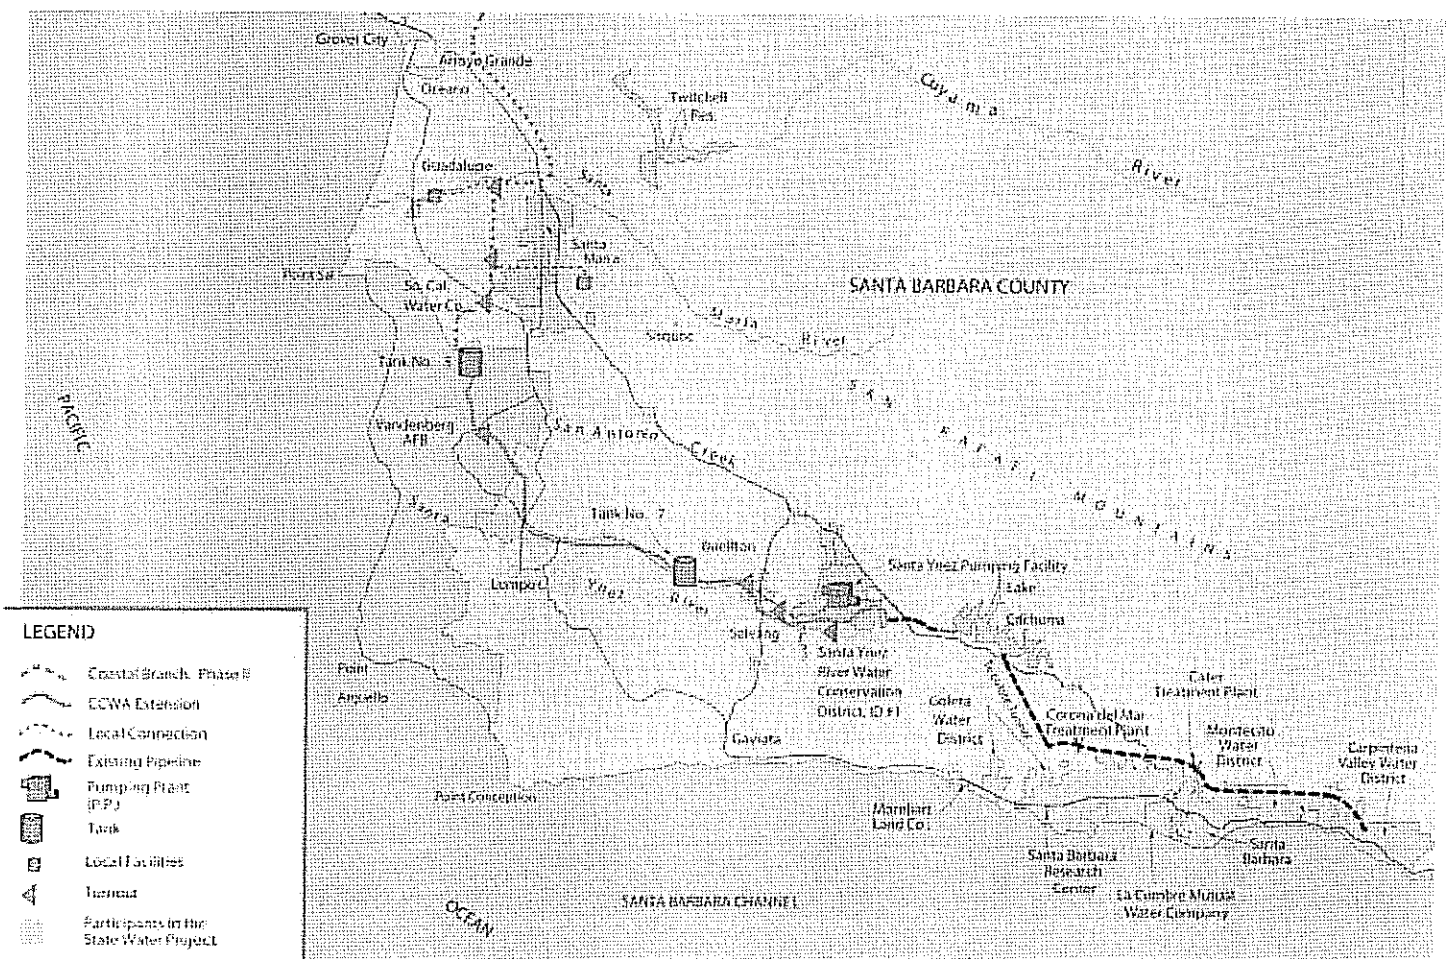 Grover City
Arroyo Grande
Oceano
Twitchell
Res.
Cuyama
River
Guadalupe
Santa
Santa
Maria
Point Sal
So. Cal.
Water Co.
SANTA BARBARA COUNTY
Maria
River
Sisquoc
Tank No. 5
SAN
RAFAEL
MOUNTAINS
PACIFIC
Vandenberg
AFB
San Antonio
Creek
Santa
Tank No. 7
Buellton
Santa Ynez Pumping Facility
Lake
Cachuma
Lompoc
Ynez
River
Solvang
Santa Ynez
River Water
Conservation
District, ID #1
LEGEND
Coastal Branch, Phase II
CCWA Extension
Local Connection
Existing Pipeline
Pumping Plant
(P.P.)
Tank
Local Facilities
Turnout
Participants in the
State Water Project
Point
Arguello
Goleta
Water
District
Cater
Treatment Plant
Corona del Mar
Treatment Plant
Montecito
Water
District
Carpinteria
Valley Water
District
Gaviota
Point Conception
Morehart
Land Co.
Santa Barbara
Research
Center
Santa
Barbara
La Cumbre Mutual
Water Company
SANTA BARBARA CHANNEL
OCEAN